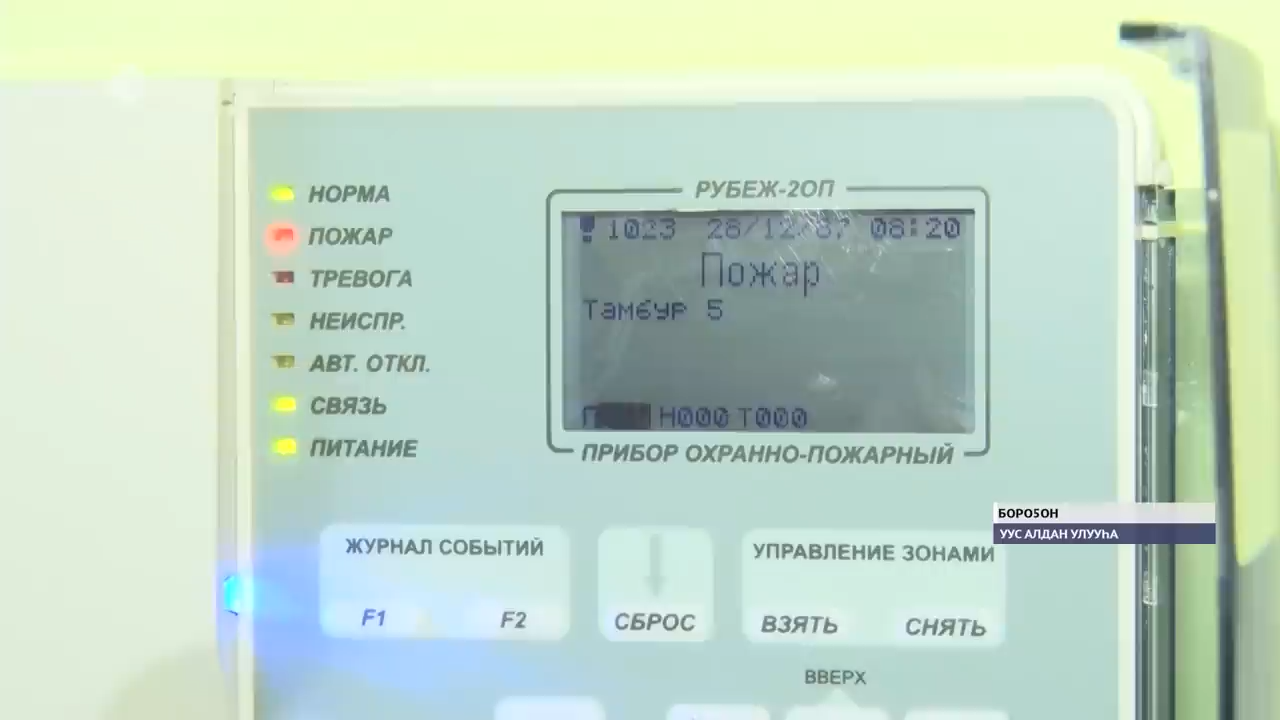 НОРМА
ПОЖАР
ТРЕВОГА
НЕИСПР.
АВТ. ОТКЛ.
СВЯЗЬ
ПИТАНИЕ
РУБЕЖ-2ОП
1023 28/12/87 08:20
Пожар
Тамбур 5
Н000 Т000
ПРИБОР ОХРАННО-ПОЖАРНЫЙ
БОРО5ОН
УУС АЛДАН УЛУУҺА
ЖУРНАЛ СОБЫТИЙ
F1 F2
СБРОС
УПРАВЛЕНИЕ ЗОНАМИ
ВЗЯТЬ СНЯТЬ
ВВЕРХ